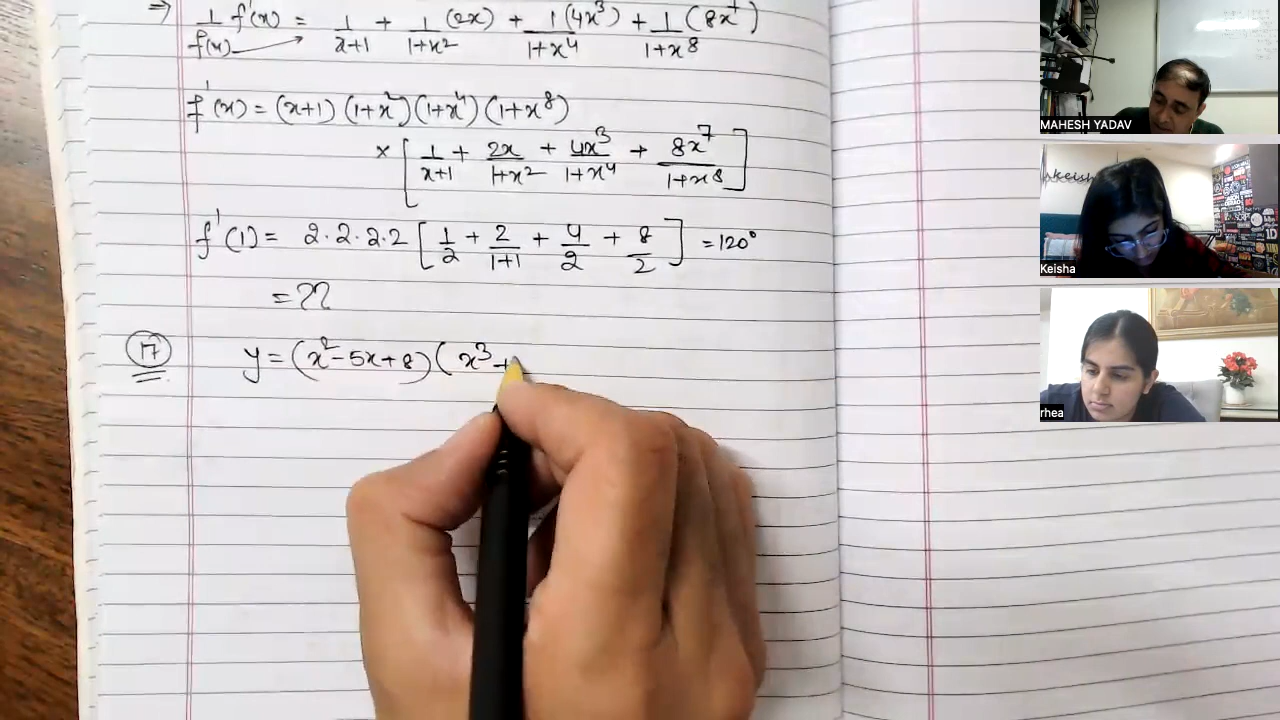 ⇒ 1/f(x) f'(x) = 1/(x+1) + 1/(1+x²) (2x) + 1/(1+x⁴) (4x³) + 1/(1+x⁸) (8x⁷)
f'(x) = (x+1) (1+x²) (1+x⁴) (1+x⁸)
× [ 1/(x+1) + 2x/(1+x²) + 4x³/(1+x⁴) + 8x⁷/(1+x⁸) ]
f'(1) = 2·2·2·2 [ 1/2 + 2/(1+1) + 4/2 + 8/2 ] = 120°
= ??
17 y = (x² - 5x + 8) ( x³ +
MAHESH YADAV
Keisha
rhea